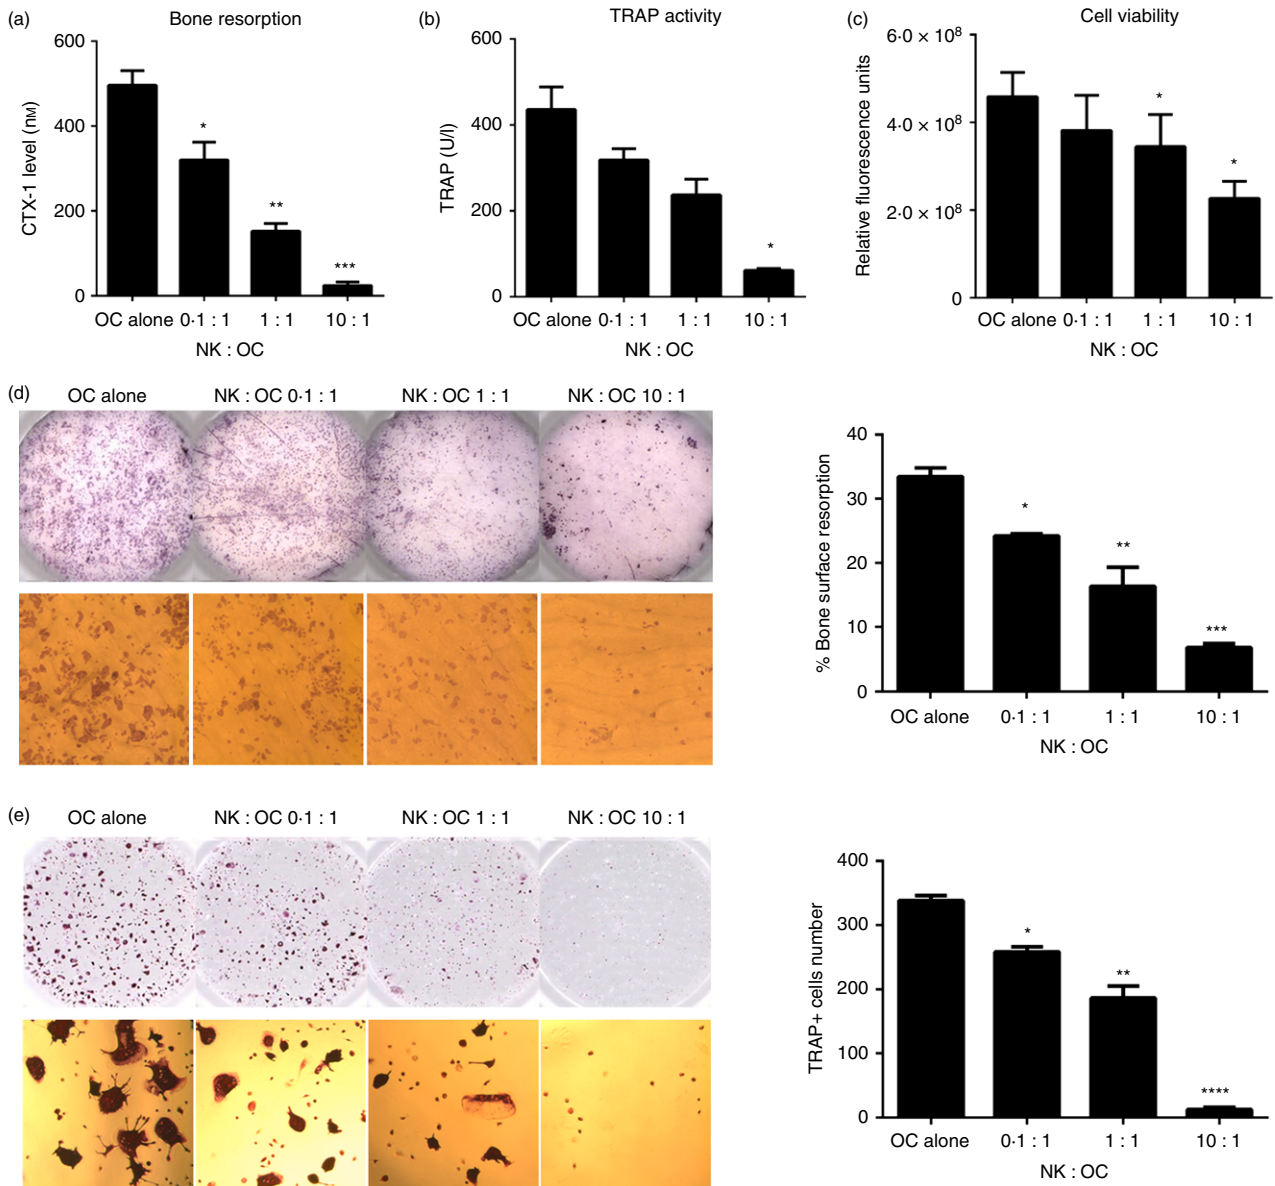 (a)
Bone resorption
CTX-1 level (nM)
600
400
200
0
*
**
***
OC alone 0·1 : 1 1 : 1 10 : 1
NK : OC
(b)
TRAP activity
TRAP (U/l)
600
400
200
0
*
OC alone 0·1 : 1 1 : 1 10 : 1
NK : OC
(c)
Cell viability
Relative fluorescence units
6·0 × 10⁸
4·0 × 10⁸
2·0 × 10⁸
0
*
*
OC alone 0·1 : 1 1 : 1 10 : 1
NK : OC
(d)
OC alone NK : OC 0·1 : 1 NK : OC 1 : 1 NK : OC 10 : 1
% Bone surface resorption
40
30
20
10
0
*
**
***
OC alone 0·1 : 1 1 : 1 10 : 1
NK : OC
(e)
OC alone NK : OC 0·1 : 1 NK : OC 1 : 1 NK : OC 10 : 1
TRAP+ cells number
400
300
200
100
0
*
**
****
OC alone 0·1 : 1 1 : 1 10 : 1
NK : OC